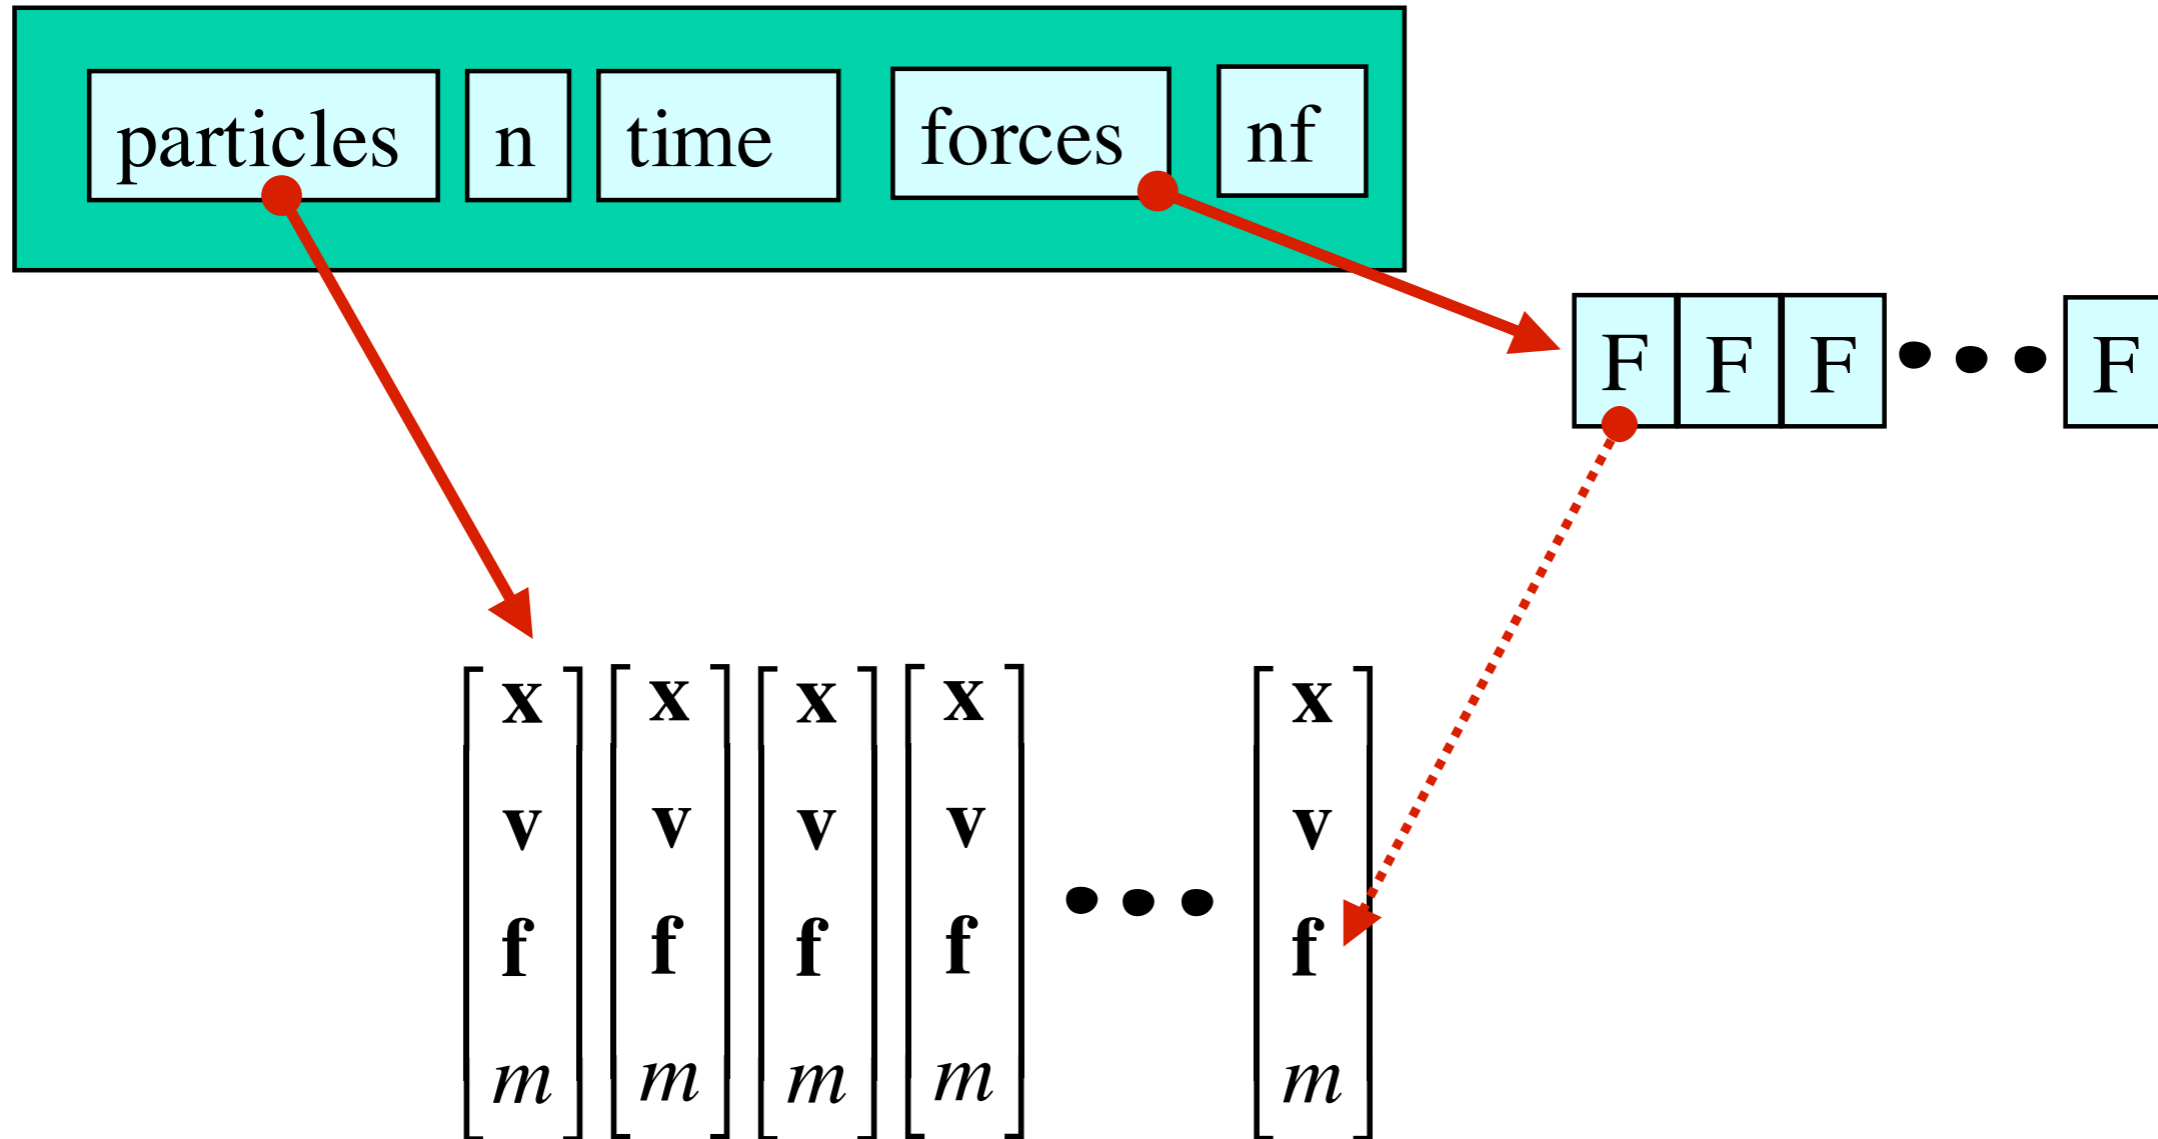 particles n time forces nf
F F F ••• F
x x x x x
v v v v v
f f f f ••• f
m m m m m